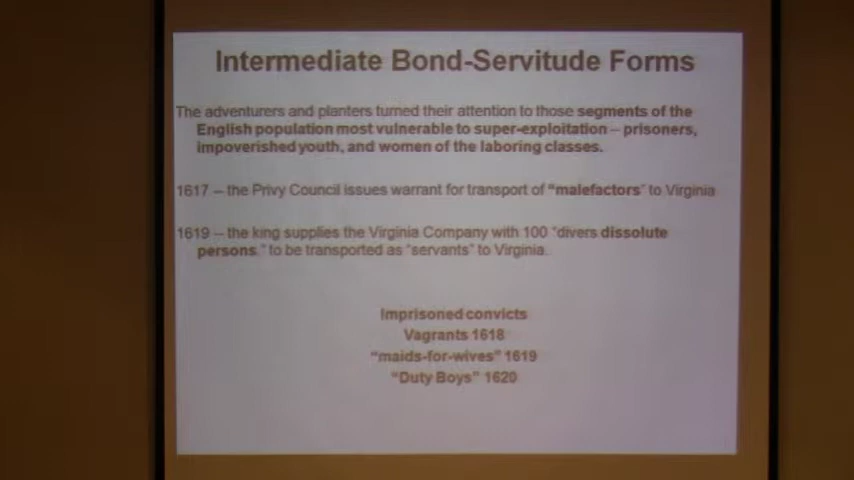 Intermediate Bond-Servitude Forms
The adventurers and planters turned their attention to those segments of the
English population most vulnerable to super-exploitation – prisoners,
impoverished youth, and women of the laboring classes.
1617 – the Privy Council issues warrant for transport of “malefactors” to Virginia
1619 – the king supplies the Virginia Company with 100 “divers dissolute
persons,” to be transported as “servants” to Virginia.
Imprisoned convicts
Vagrants 1618
“maids-for-wives” 1619
“Duty Boys” 1620